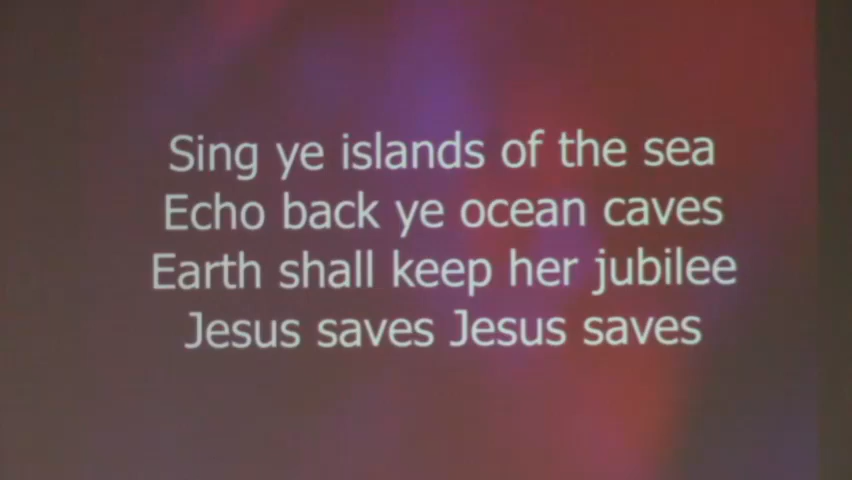 Sing ye islands of the sea
Echo back ye ocean caves
Earth shall keep her jubilee
Jesus saves Jesus saves